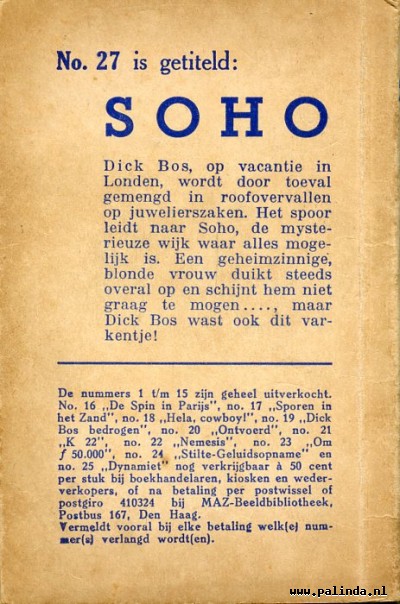 No. 27 is getiteld:
SOHO
Dick Bos, op vacantie in
Londen, wordt door toeval
gemengd in roofovervallen
op juwelierszaken. Het spoor
leidt naar Soho, de myste-
rieuze wijk waar alles moge-
lijk is. Een geheimzinnige,
blonde vrouw duikt steeds
overal op en schijnt hem niet
graag te mogen...., maar
Dick Bos wast ook dit var-
kentje!
De nummers 1 t/m 15 zijn geheel uitverkocht.
No. 16 „De Spin in Parijs", no. 17 „Sporen in
het Zand", no. 18 „Hela, cowboy!", no. 19 „Dick
Bos bedrogen", no. 20 „Ontvoerd", no. 21
„K 22", no. 22 „Nemesis", no. 23 „Om
ƒ 50.000", no. 24 „Stilte-Geluidsopname" en
no. 25 „Dynamiet" nog verkrijgbaar à 50 cent
per stuk bij boekhandelaren, kiosken en weder-
verkopers, of na betaling per postwissel of
postgiro 410324 bij MAZ-Beeldbibliotheek,
Postbus 167, Den Haag.
Vermeldt vooral bij elke betaling welk(e) num-
mer(s) verlangd wordt(en).
www.palinda.nl